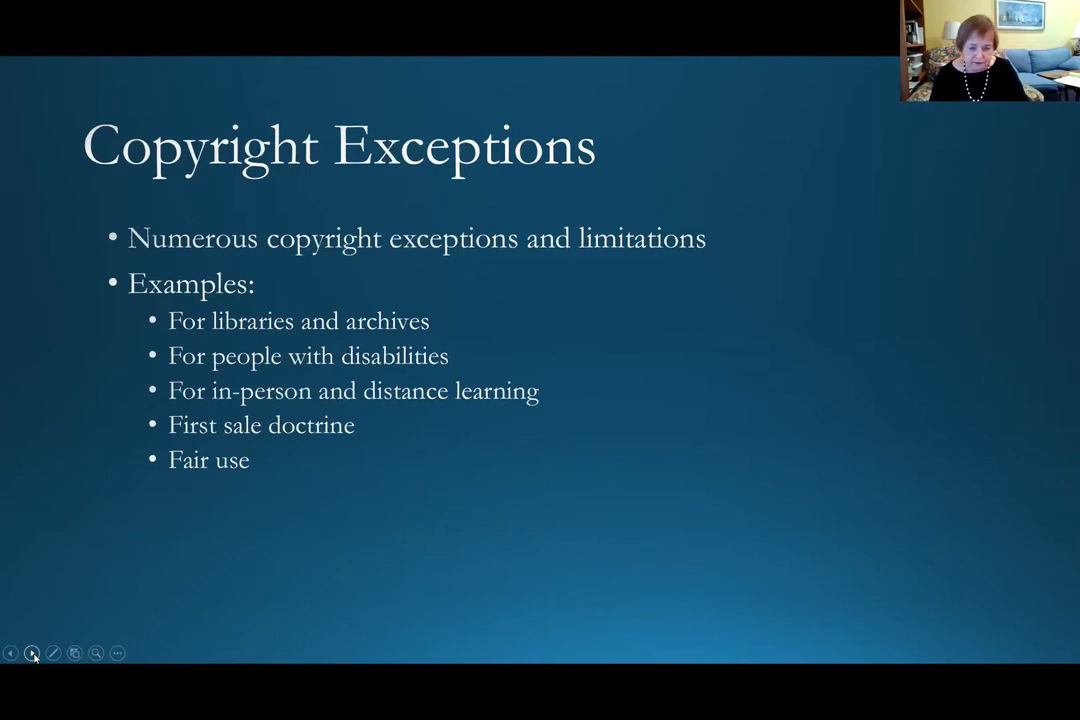 Copyright Exceptions
• Numerous copyright exceptions and limitations
• Examples:
• For libraries and archives
• For people with disabilities
• For in-person and distance learning
• First sale doctrine
• Fair use